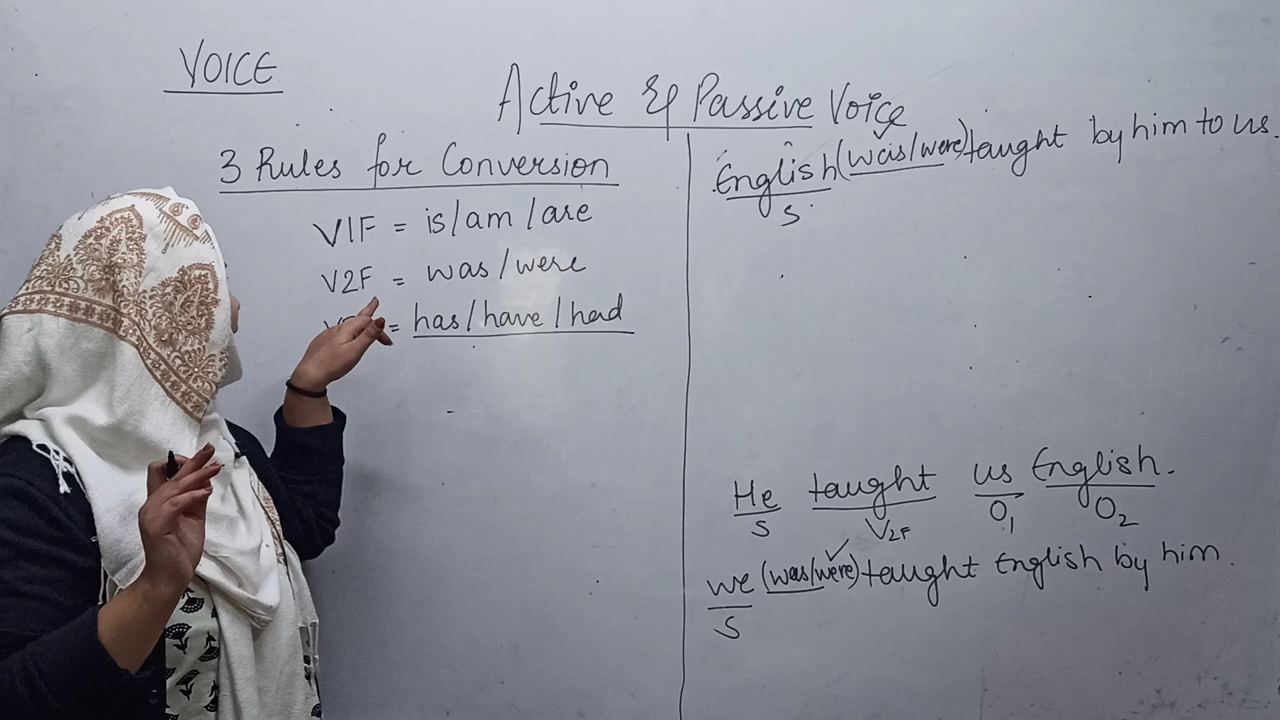 VOICE
Active & Passive Voice
3 Rules for Conversion
V1F = is/am/are
V2F = was/were
= has/have/had
English (was/were) taught by him to us.
S
He taught us English.
S V2F O1 O2
we (was/were) taught English by him.
S